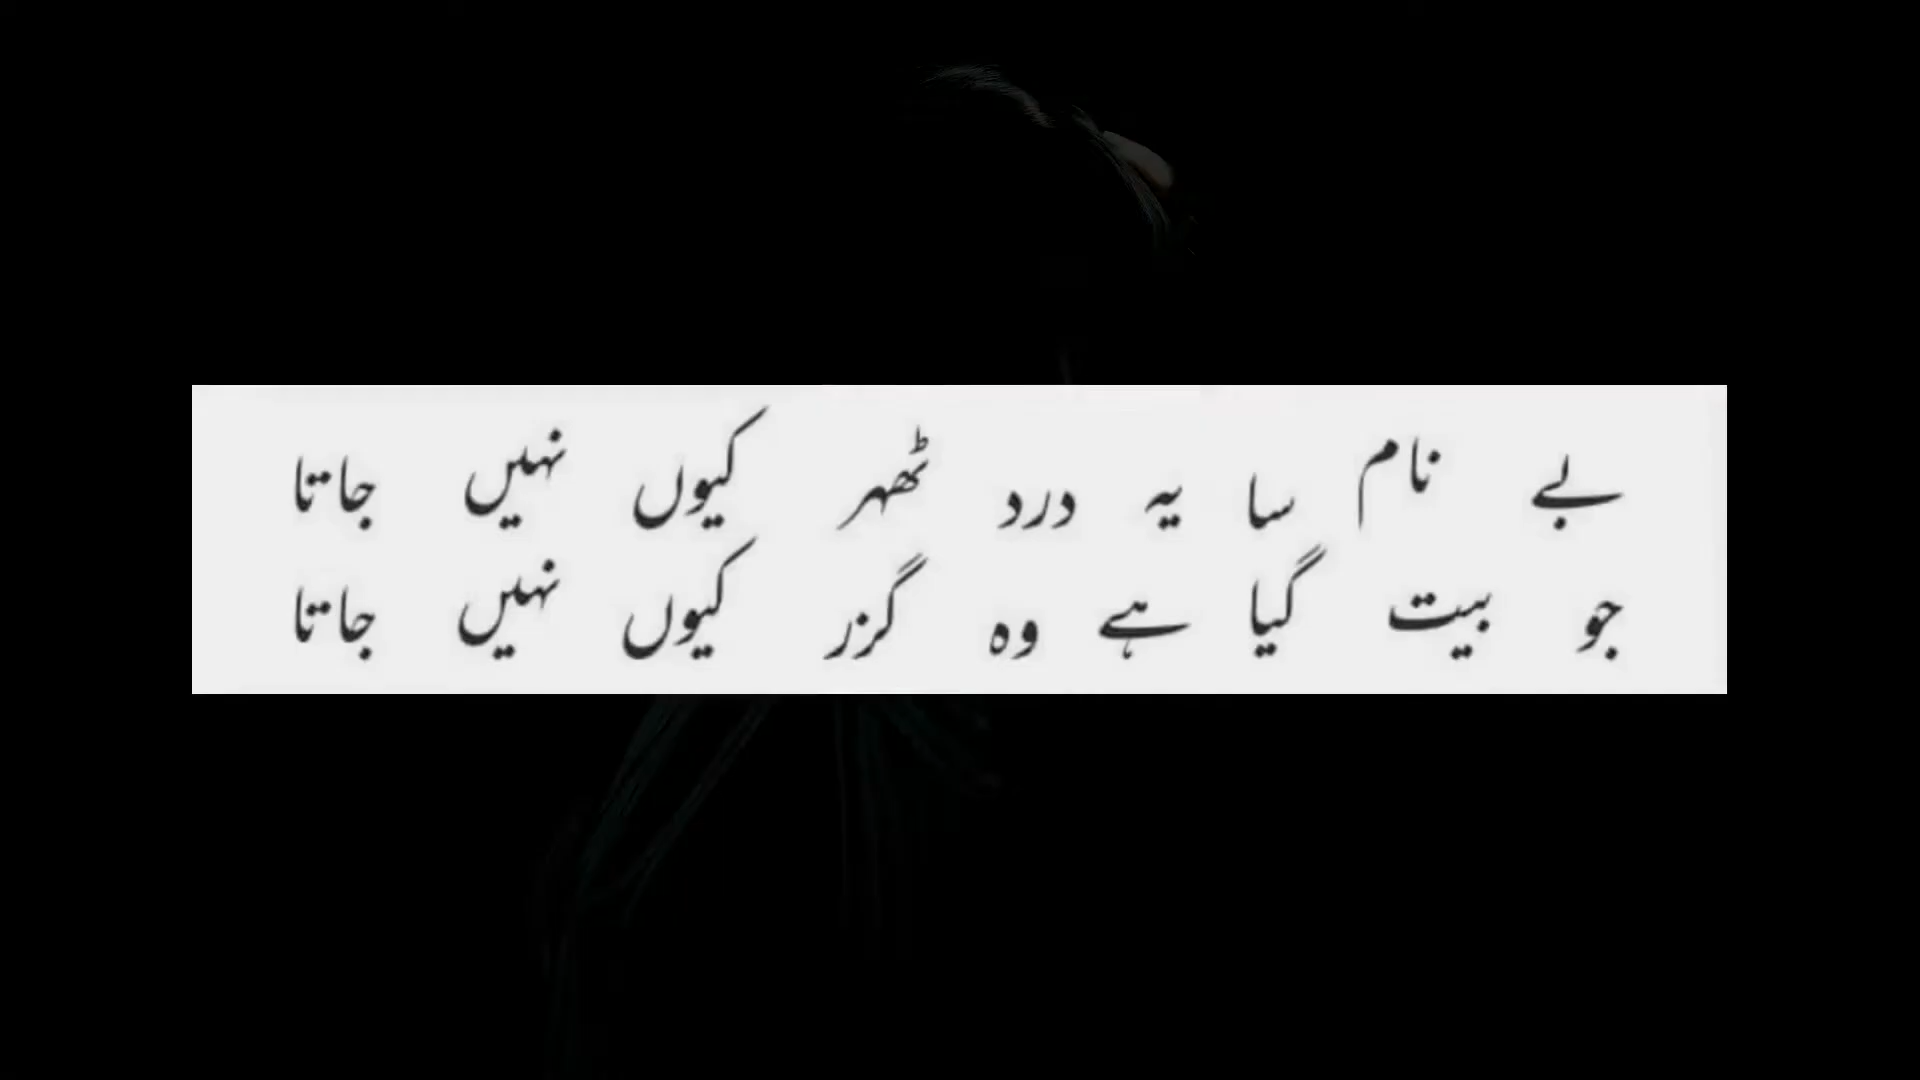 بے نام سا یہ درد ٹھہر کیوں نہیں جاتا
جو بیت گیا ہے وہ گزر کیوں نہیں جاتا